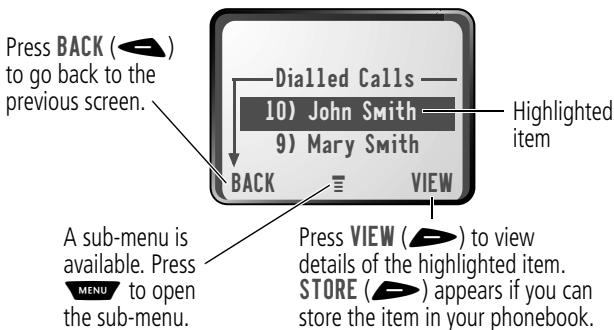 Press BACK ( )
to go back to the
previous screen.
Dialled Calls
10) John Smith
9) Mary Smith
BACK
VIEW
Highlighted
item
A sub-menu is
available. Press
MENU to open
the sub-menu.
Press VIEW ( ) to view
details of the highlighted item.
STORE ( ) appears if you can
store the item in your phonebook.